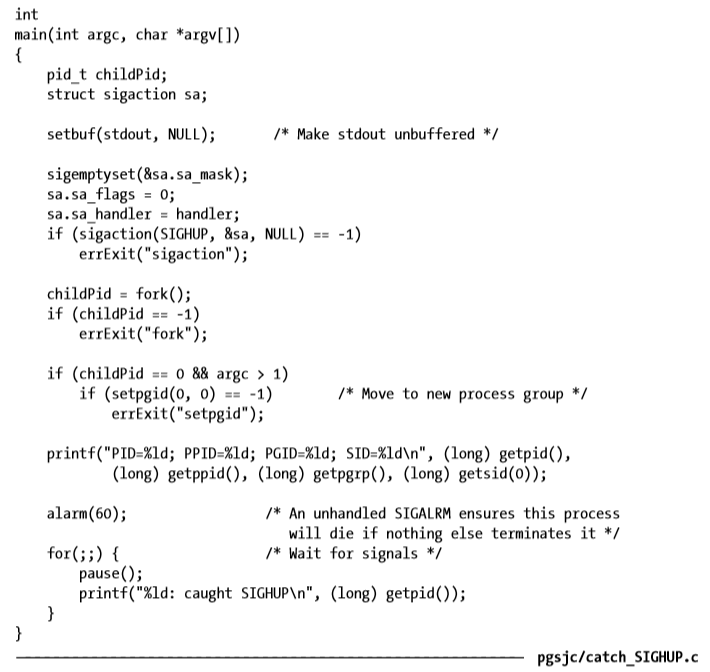 int
main(int argc, char *argv[])
{
    pid_t childPid;
    struct sigaction sa;

    setbuf(stdout, NULL);       /* Make stdout unbuffered */

    sigemptyset(&sa.sa_mask);
    sa.sa_flags = 0;
    sa.sa_handler = handler;
    if (sigaction(SIGHUP, &sa, NULL) == -1)
        errExit("sigaction");

    childPid = fork();
    if (childPid == -1)
        errExit("fork");

    if (childPid == 0 && argc > 1)
        if (setpgid(0, 0) == -1)        /* Move to new process group */
            errExit("setpgid");

    printf("PID=%ld; PPID=%ld; PGID=%ld; SID=%ld\n", (long) getpid(),
            (long) getppid(), (long) getpgrp(), (long) getsid(0));

    alarm(60);                 /* An unhandled SIGALRM ensures this process
                                  will die if nothing else terminates it */
    for(;;) {                  /* Wait for signals */
        pause();
        printf("%ld: caught SIGHUP\n", (long) getpid());
    }
}
pgsjc/catch_SIGHUP.c